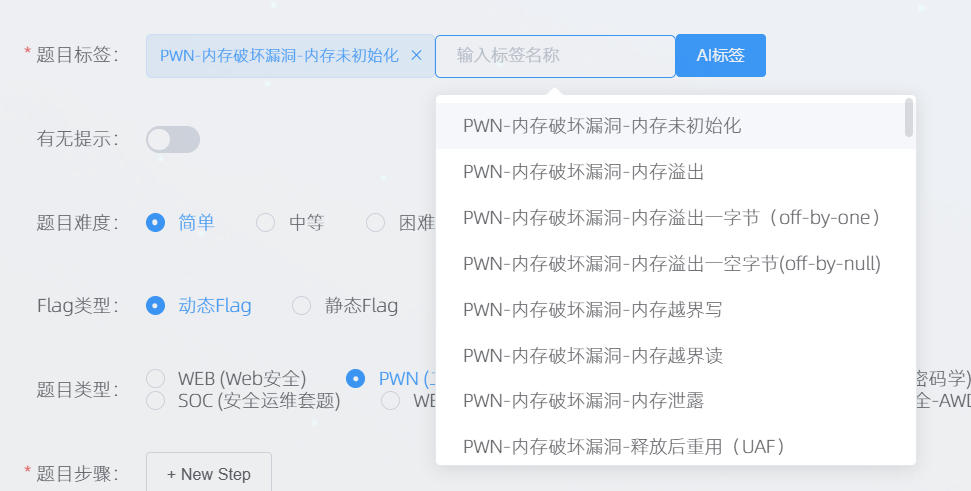 * 题目标签： PWN-内存破坏漏洞-内存未初始化 × 输入标签名称 AI标签
PWN-内存破坏漏洞-内存未初始化
有无提示：
PWN-内存破坏漏洞-内存溢出
题目难度： 简单 中等 困难
PWN-内存破坏漏洞-内存溢出一字节（off-by-one）
PWN-内存破坏漏洞-内存溢出一空字节(off-by-null)
Flag类型： 动态Flag 静态Flag
PWN-内存破坏漏洞-内存越界写
PWN-内存破坏漏洞-内存越界读
题目类型： WEB (Web安全) PWN ( 密码学)
SOC (安全运维套题) WE 全-AWD
PWN-内存破坏漏洞-内存泄露
PWN-内存破坏漏洞-释放后重用（UAF）
* 题目步骤： + New Step